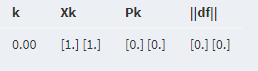 k Xk Pk ||df||
0.00 [1.] [1.] [0.] [0.] [0.] [0.]